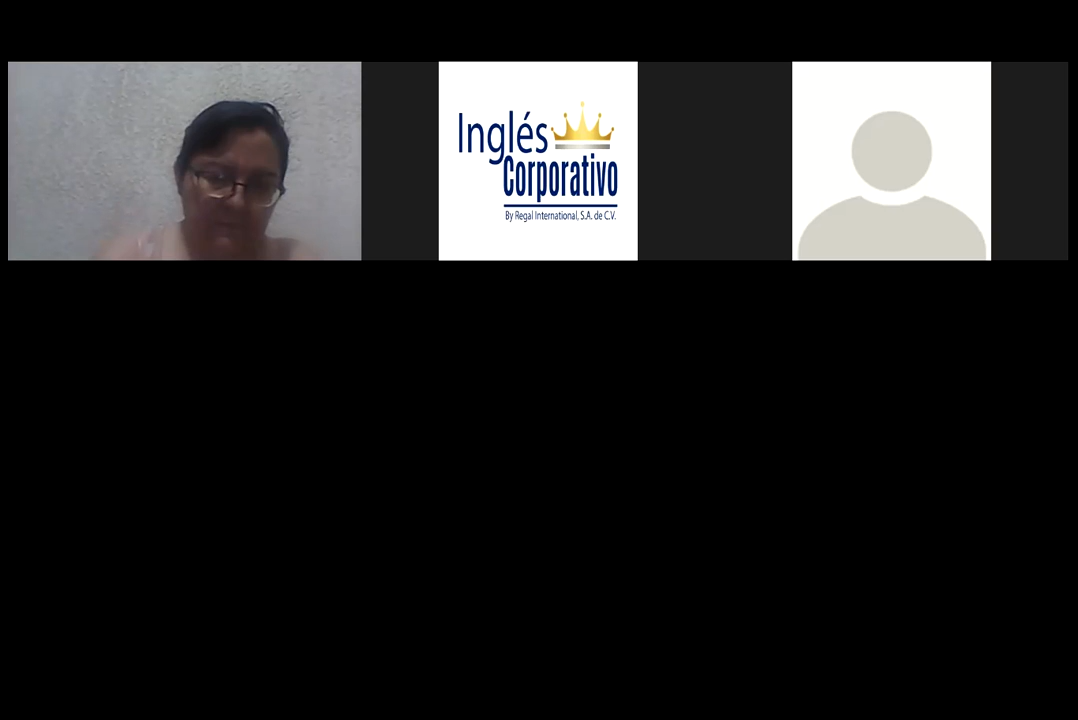 Inglés
Corporativo
By Regal International, S.A. de C.V.